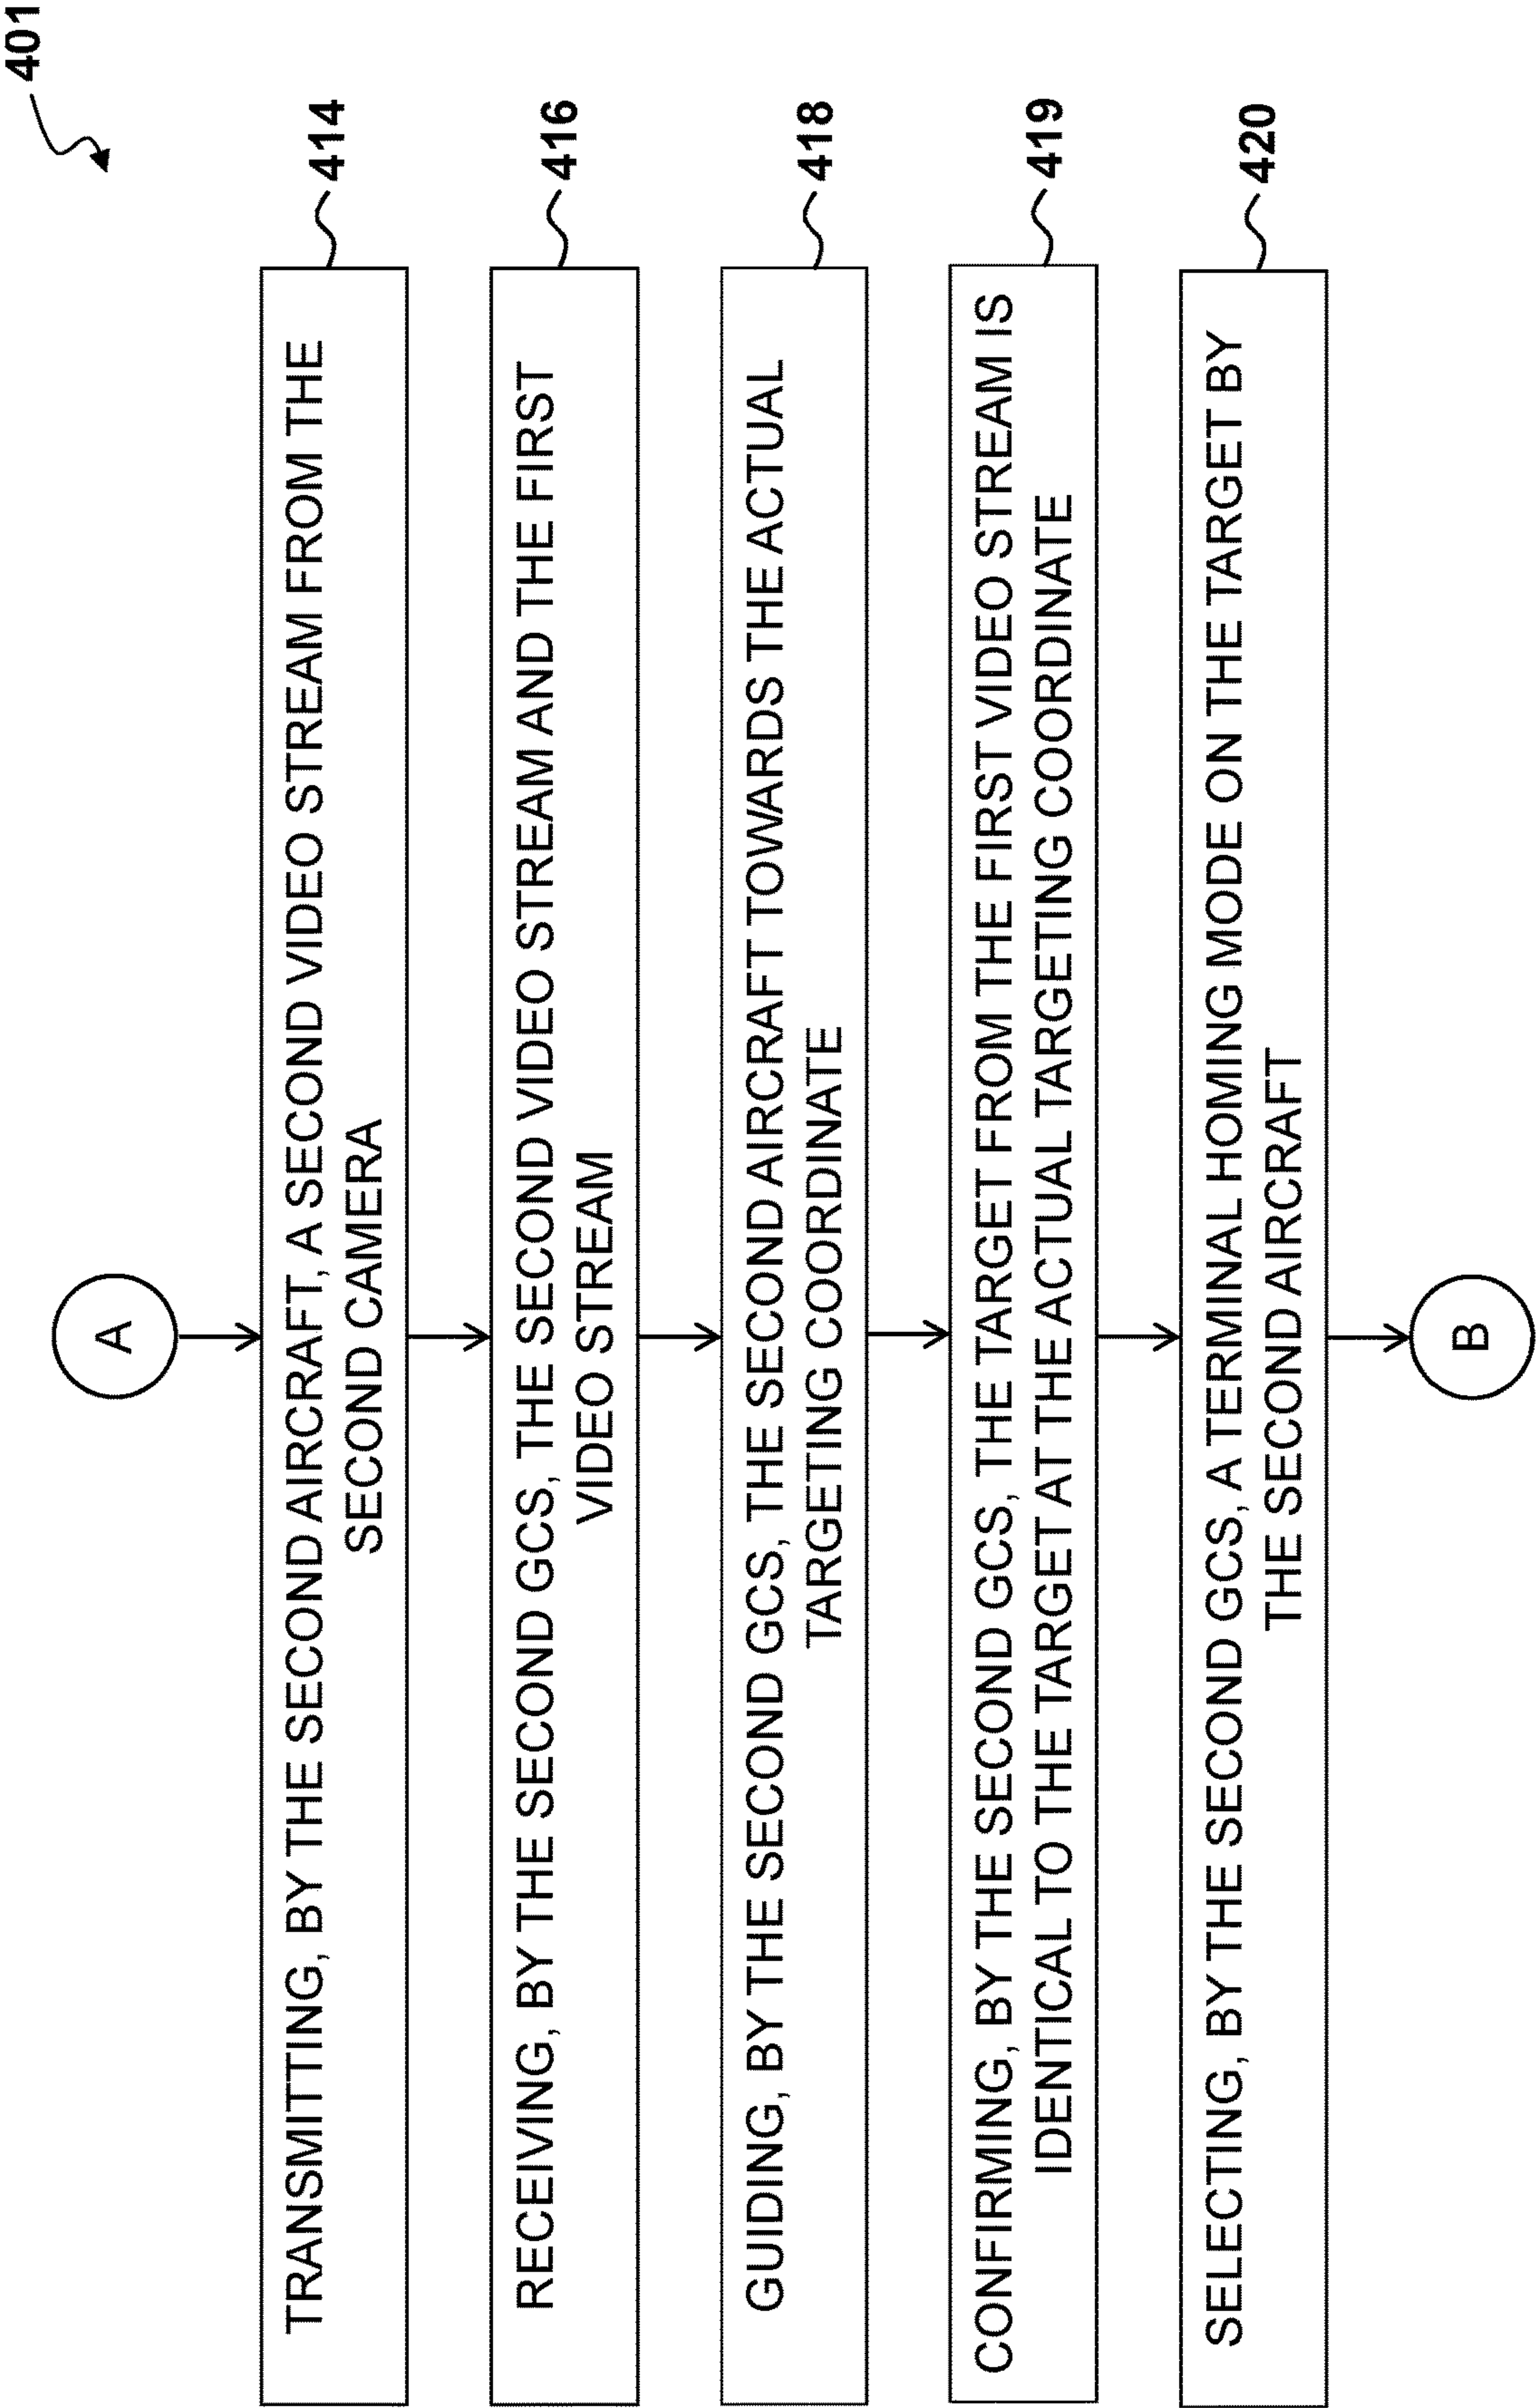 401
A
TRANSMITTING, BY THE SECOND AIRCRAFT, A SECOND VIDEO STREAM FROM THE
SECOND CAMERA
414
RECEIVING, BY THE SECOND GCS, THE SECOND VIDEO STREAM AND THE FIRST
VIDEO STREAM
416
GUIDING, BY THE SECOND GCS, THE SECOND AIRCRAFT TOWARDS THE ACTUAL
TARGETING COORDINATE
418
CONFIRMING, BY THE SECOND GCS, THE TARGET FROM THE FIRST VIDEO STREAM IS
IDENTICAL TO THE TARGET AT THE ACTUAL TARGETING COORDINATE
419
SELECTING, BY THE SECOND GCS, A TERMINAL HOMING MODE ON THE TARGET BY
THE SECOND AIRCRAFT
420
B